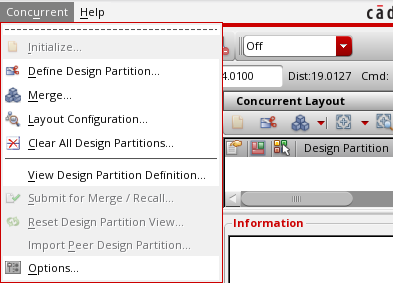 Concurrent Help
cād
Initialize...
Off
Define Design Partition...
4.0100 Dist:19.0127 Cmd:
Merge...
Concurrent Layout
Layout Configuration...
Clear All Design Partitions...
Design Partition
View Design Partition Definition...
Submit for Merge / Recall...
Reset Design Partition View...
Information
Import Peer Design Partition...
Options...